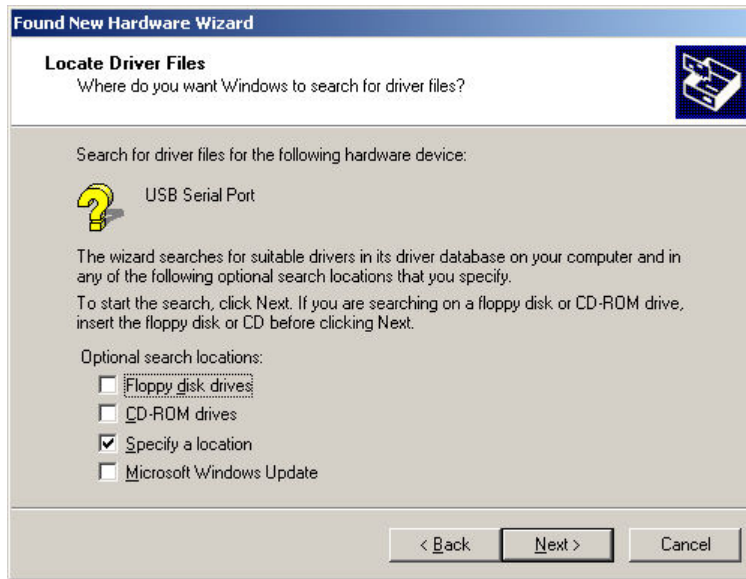 Found New Hardware Wizard
Locate Driver Files
Where do you want Windows to search for driver files?
Search for driver files for the following hardware device:
USB Serial Port
The wizard searches for suitable drivers in its driver database on your computer and in
any of the following optional search locations that you specify.
To start the search, click Next. If you are searching on a floppy disk or CD-ROM drive,
insert the floppy disk or CD before clicking Next.
Optional search locations:
Floppy disk drives
CD-ROM drives
Specify a location
Microsoft Windows Update
< Back Next > Cancel